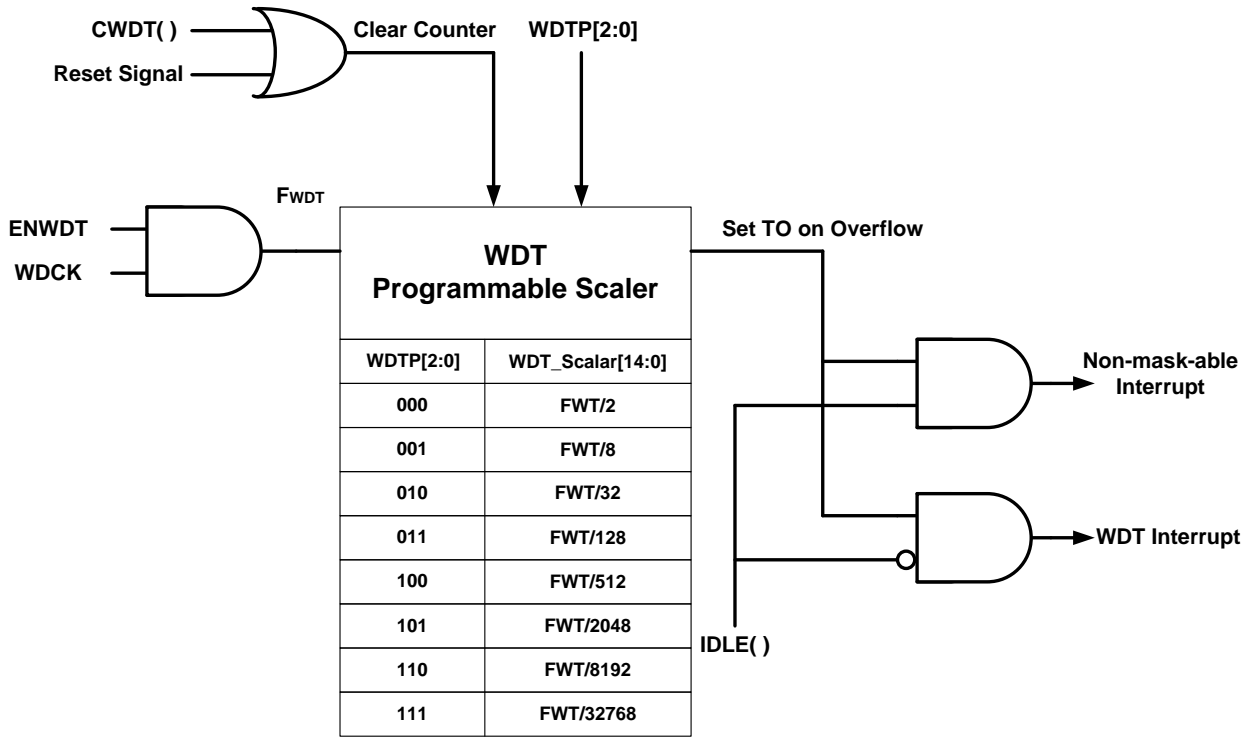 CWDT( )
Reset Signal
Clear Counter
WDTP[2:0]
ENWDT
WDCK
FWDT
WDT
Programmable Scaler
Set TO on Overflow
WDTP[2:0] WDT_Scalar[14:0]
000 FWT/2
001 FWT/8
010 FWT/32
011 FWT/128
100 FWT/512
101 FWT/2048
110 FWT/8192
111 FWT/32768
Non-mask-able
Interrupt
WDT Interrupt
IDLE( )